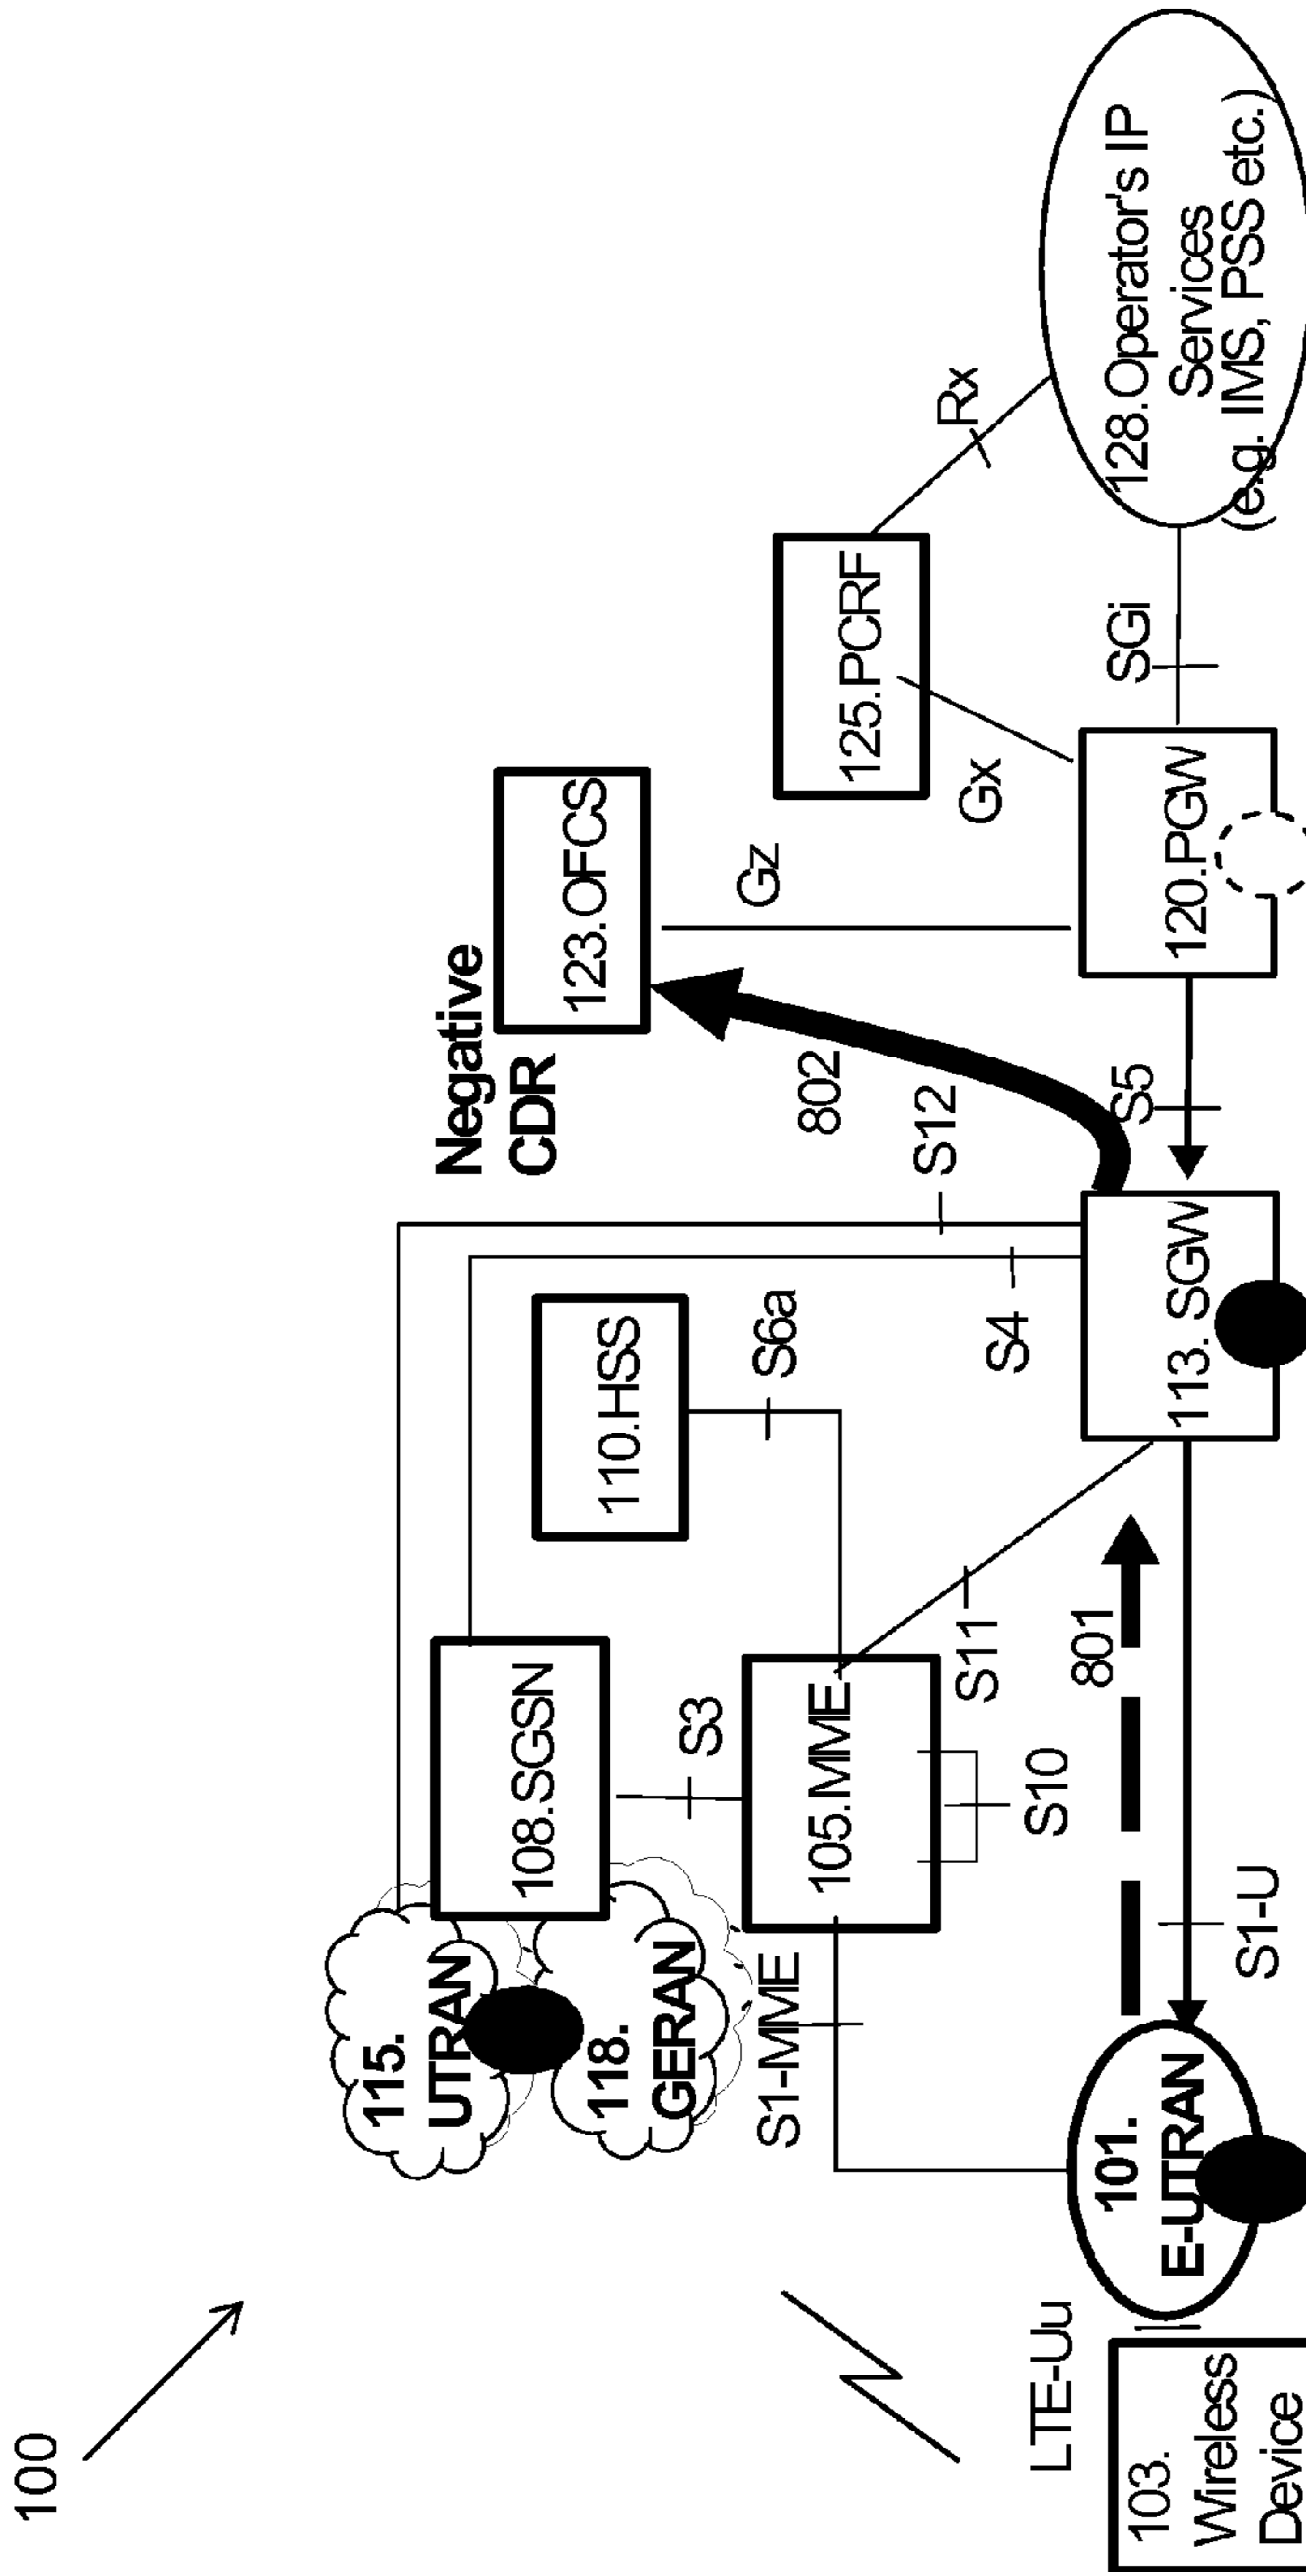 100
Negative
CDR
115.
UTRAN
108.SGSN
110.HSS
123.OFCS
118.
GERAN
S3
S6a
Gz
125.PCRF
S1-MME
105.MME
802
S12
Gx
Rx
S4
S11
S10
LTE-Uu
801
101.
E-UTRAN
S1-U
113. SGW
S5
120.PGW
SGi
128.Operator's IP
Services
(e.g. IMS, PSS etc.)
103.
Wireless
Device